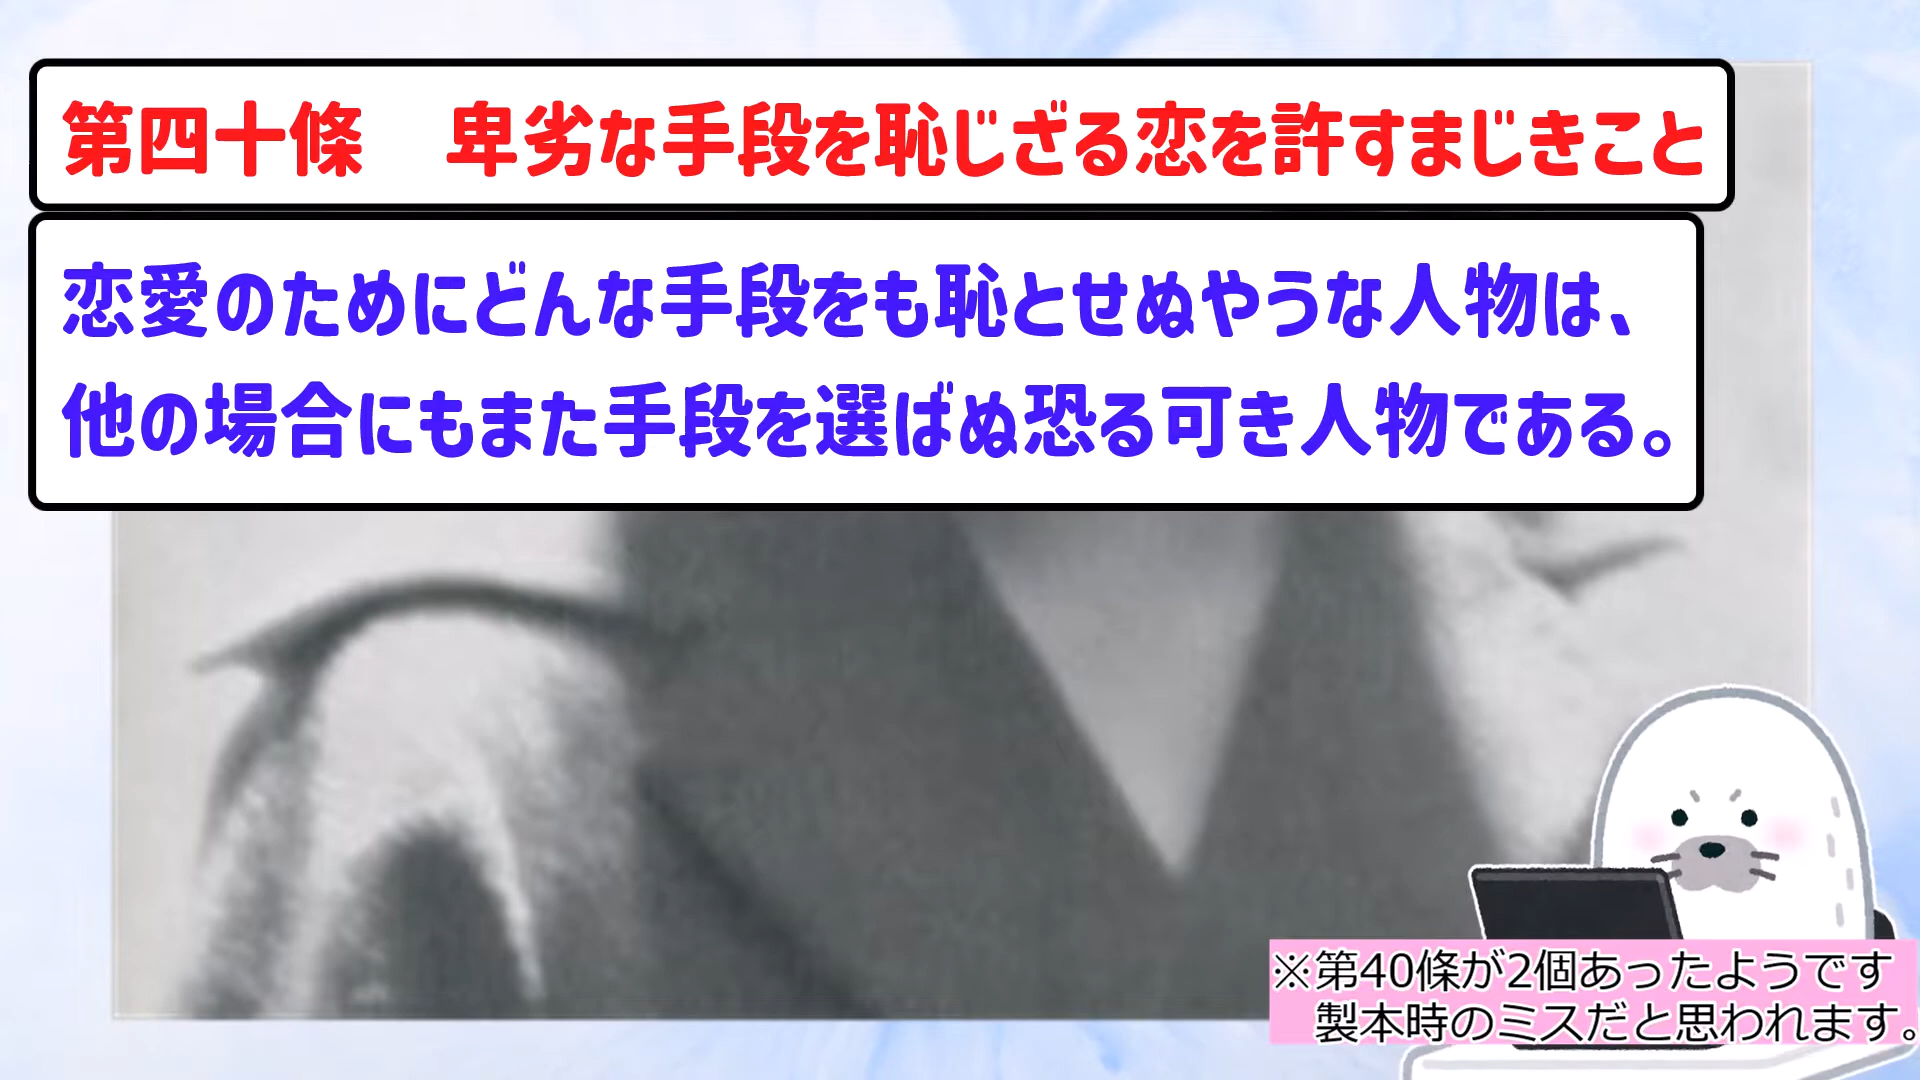 第四十條　卑劣な手段を恥じざる恋を許すまじきこと
恋愛のためにどんな手段をも恥とせぬやうな人物は、
他の場合にもまた手段を選ばぬ恐る可き人物である。
※第40條が2個あったようです
製本時のミスだと思われます。